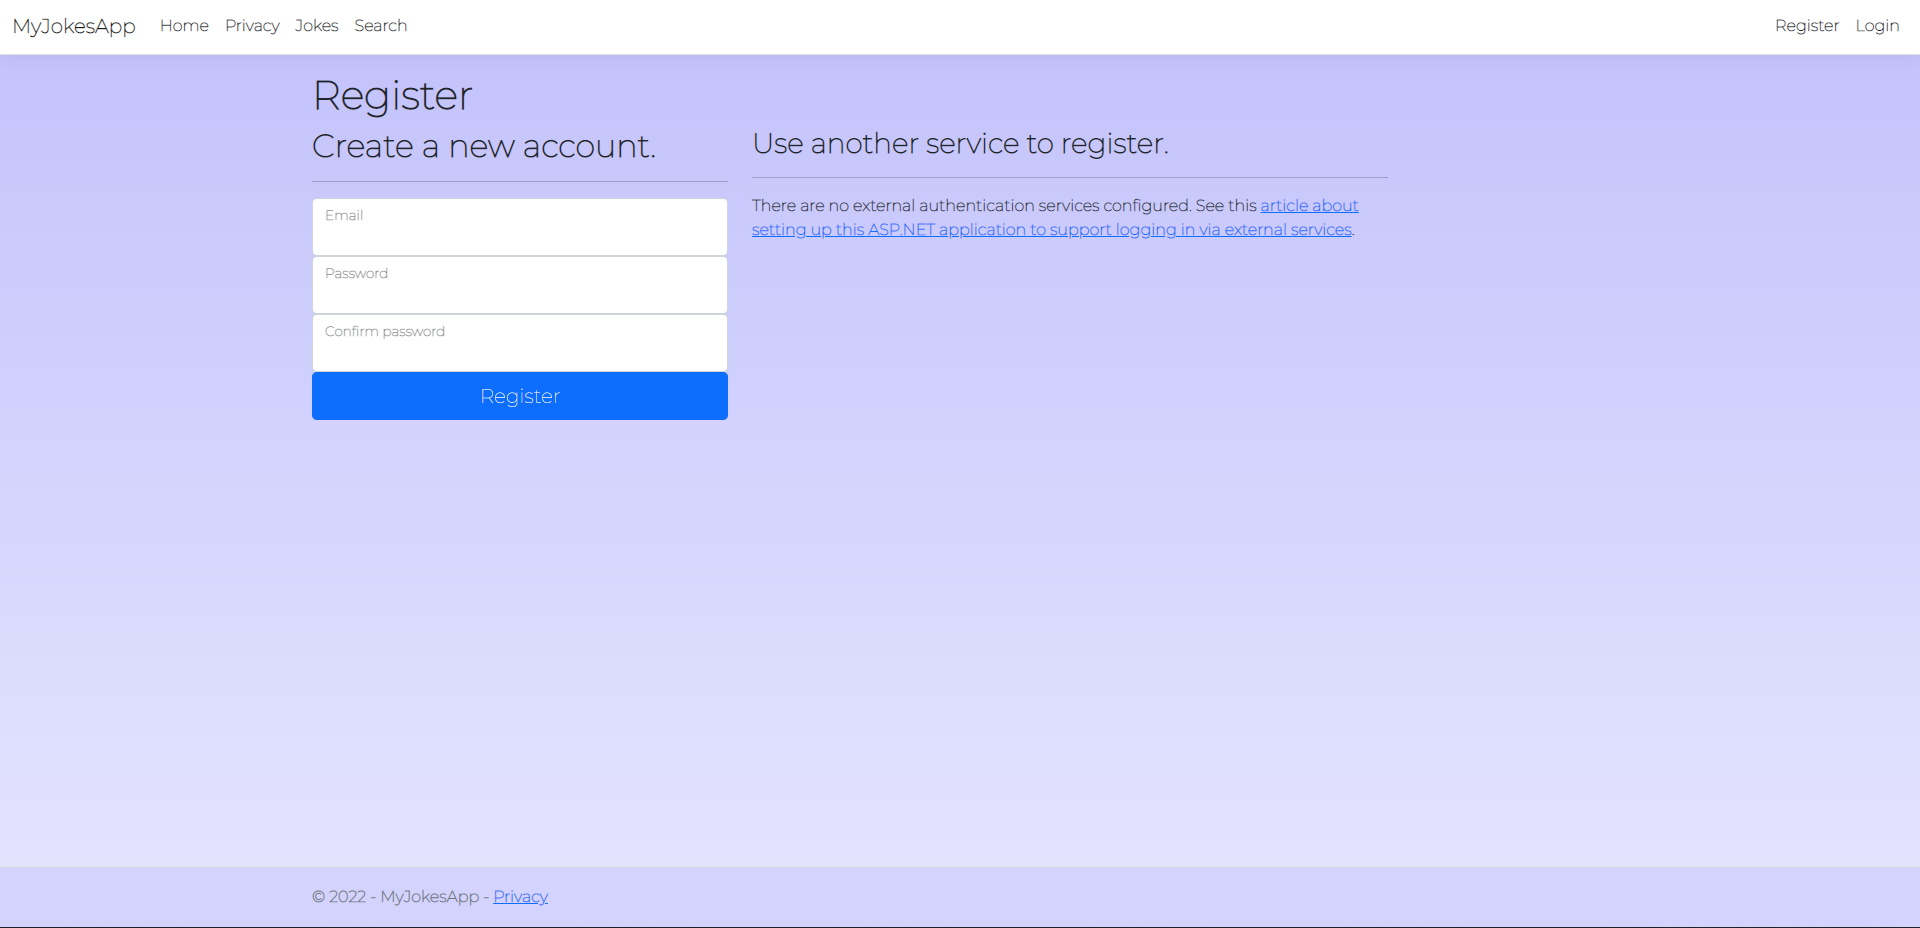 MyJokesApp Home Privacy Jokes Search Register Login
Register
Create a new account.
Email
Password
Confirm password
Register
Use another service to register.
There are no external authentication services configured. See this article about
setting up this ASP.NET application to support logging in via external services.
© 2022 - MyJokesApp - Privacy